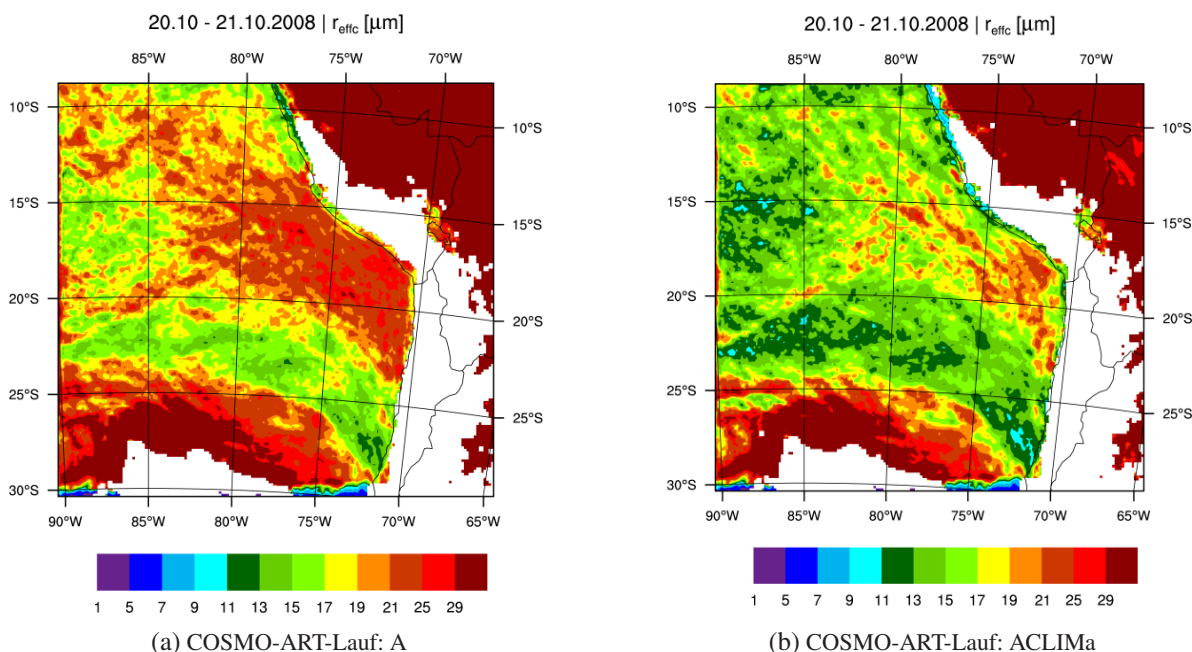 20.10 - 21.10.2008 | r_effc [µm]
85°W 80°W 75°W 70°W
10°S 10°S
15°S 15°S
20°S 20°S
25°S 25°S
30°S
90°W 85°W 80°W 75°W 70°W 65°W
1 5 7 9 11 13 15 17 19 21 25 29
(a) COSMO-ART-Lauf: A
20.10 - 21.10.2008 | r_effc [µm]
85°W 80°W 75°W 70°W
10°S 10°S
15°S 15°S
20°S 20°S
25°S 25°S
30°S
90°W 85°W 80°W 75°W 70°W 65°W
1 5 7 9 11 13 15 17 19 21 25 29
(b) COSMO-ART-Lauf: ACLIMa